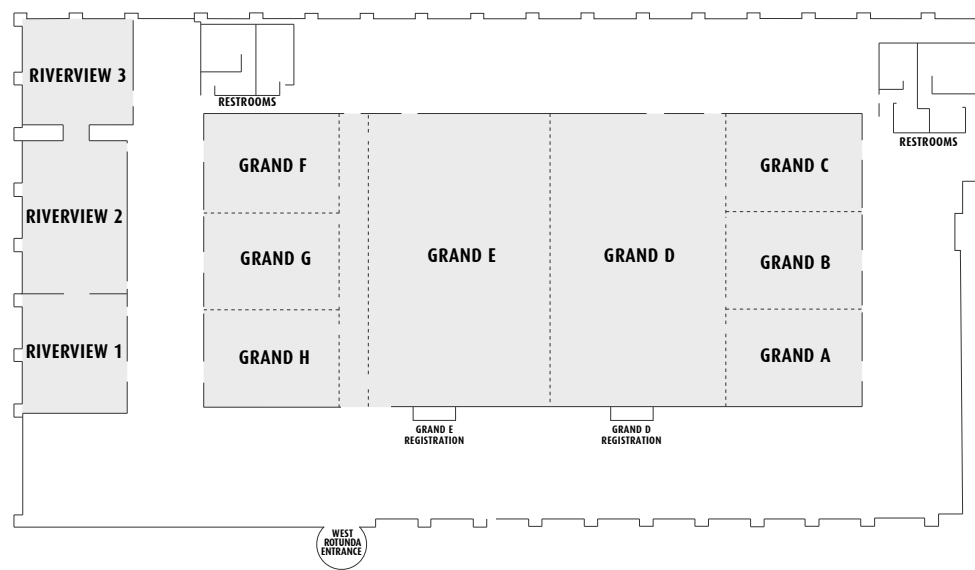 RIVERVIEW 3
RESTROOMS
RESTROOMS
GRAND F
GRAND C
RIVERVIEW 2
GRAND G
GRAND E
GRAND D
GRAND B
RIVERVIEW 1
GRAND H
GRAND A
GRAND E
REGISTRATION
GRAND D
REGISTRATION
WEST
ROTUNDA
ENTRANCE